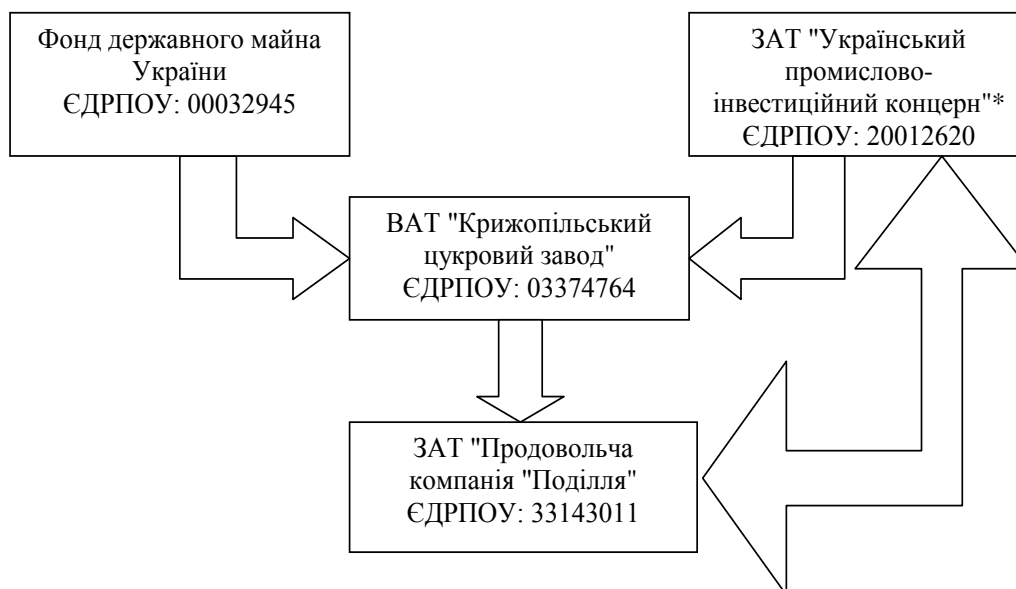 Фонд державного майна
України
ЄДРПОУ: 00032945
ЗАТ "Український
промислово-
інвестиційний концерн"*
ЄДРПОУ: 20012620
ВАТ "Крижопільський
цукровий завод"
ЄДРПОУ: 03374764
ЗАТ "Продовольча
компанія "Поділля"
ЄДРПОУ: 33143011